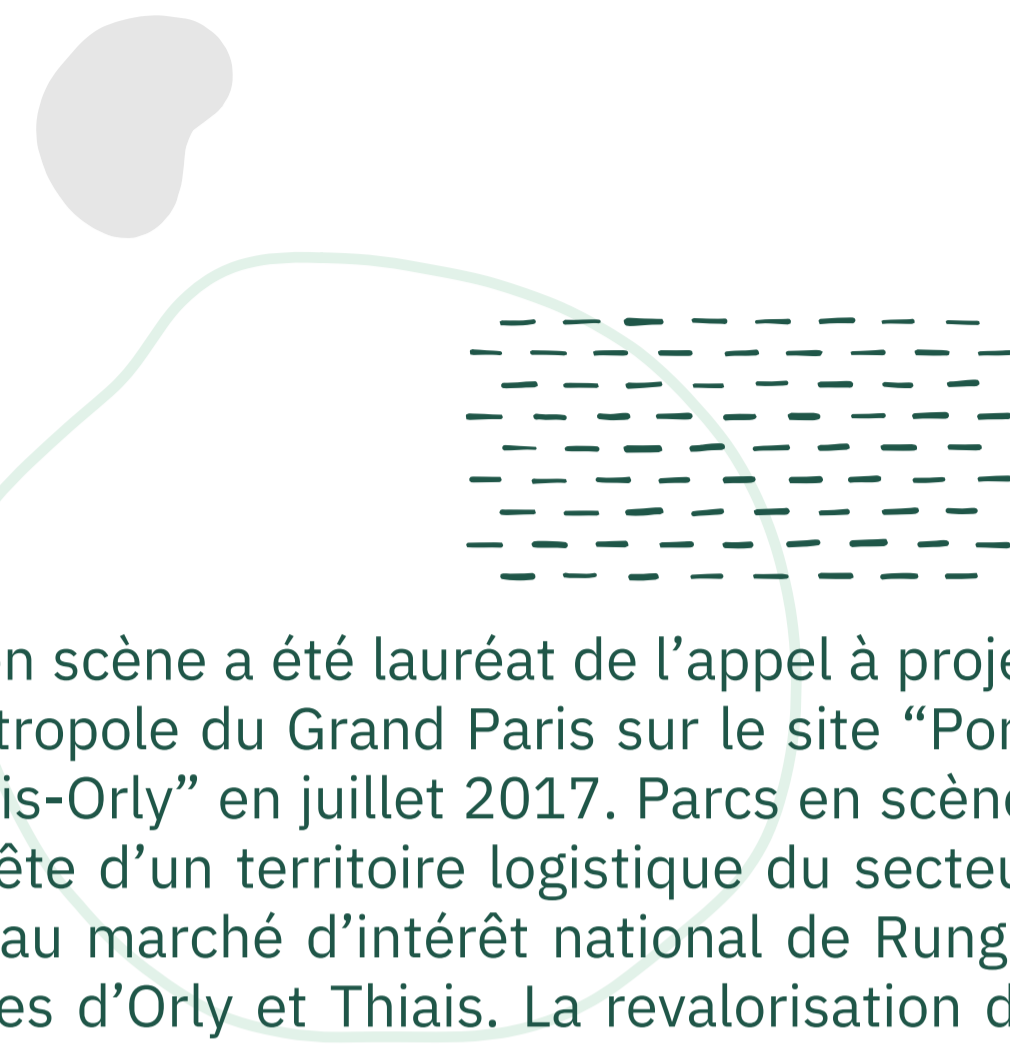 n scène a été lauréat de l’appel à proje
tropole du Grand Paris sur le site “Por
is-Orly” en juillet 2017. Parcs en scène
ête d’un territoire logistique du secteu
au marché d’intérêt national de Rung
es d’Orly et Thiais. La revalorisation d